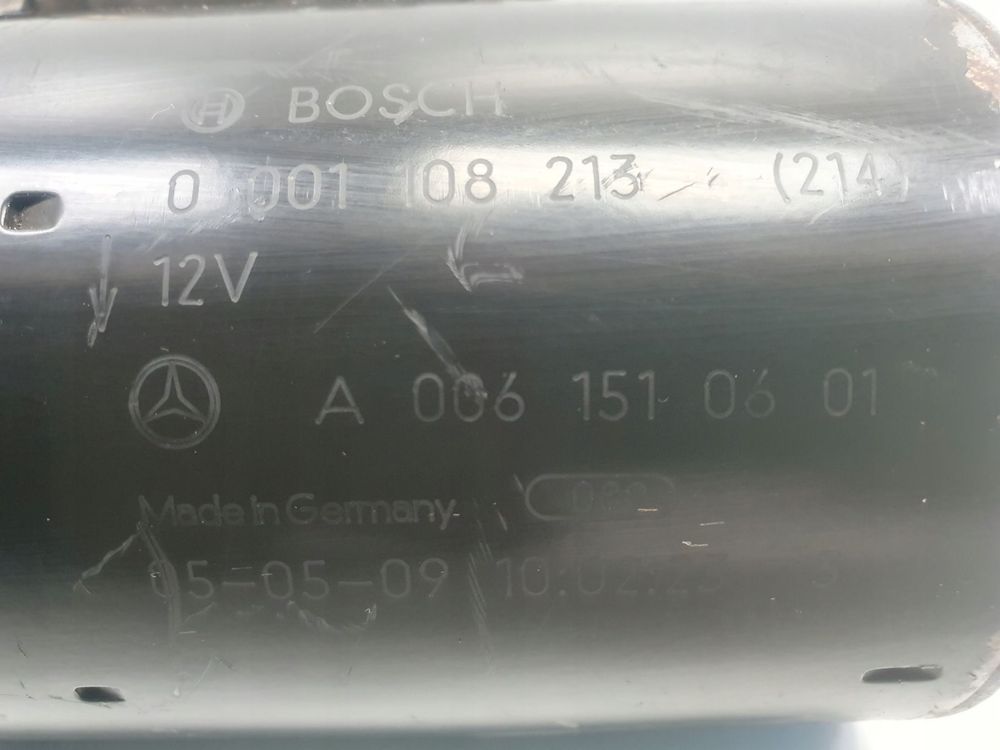 BOSCH
0 001 108 213 (214)
12V
A 006 151 06 01
Made in Germany
05-05-09